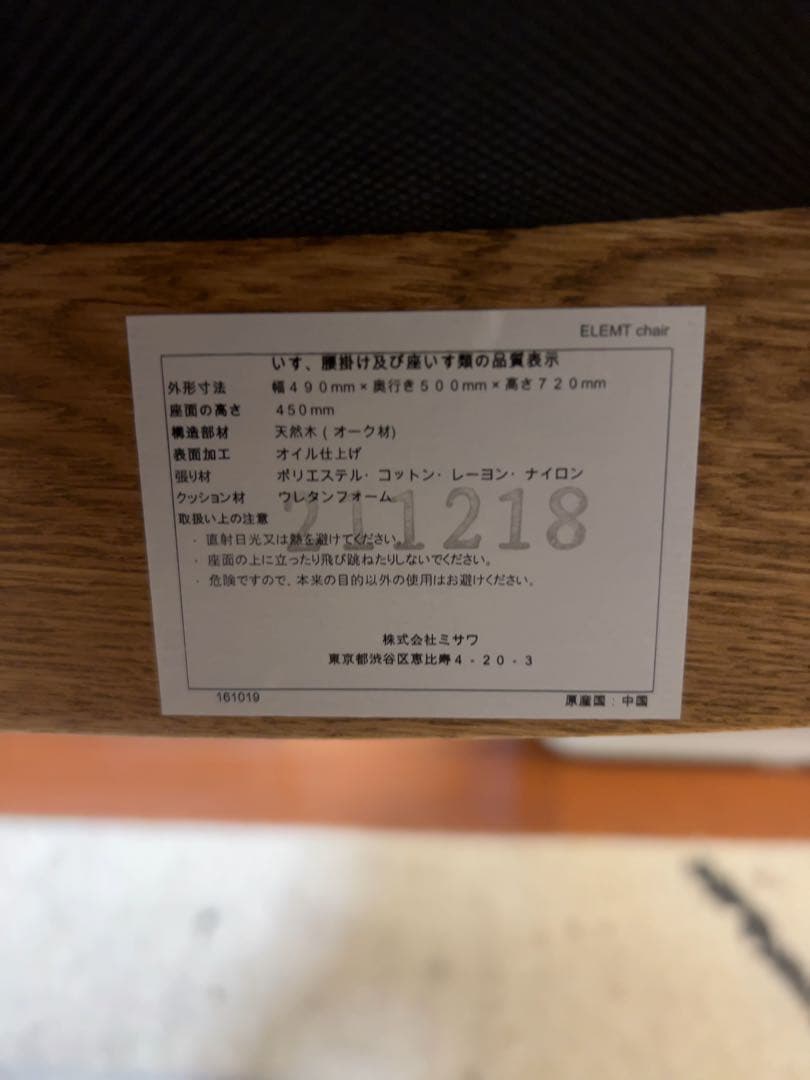 ELEMT chair
いす、腰掛け及び座いす類の品質表示
外形寸法 幅４９０mm×奥行き５００mm×高さ７２０mm
座面の高さ ４５０mm
構造部材 天然木 ( オーク材)
表面加工 オイル仕上げ
張り材 ポリエステル・コットン・レーヨン・ナイロン
クッション材 ウレタンフォーム
211218
取扱い上の注意
・直射日光又は熱を避けてください。
・座面の上に立ったり飛び跳ねたりしないでください。
・危険ですので、本来の目的以外の使用はお避けください。
株式会社ミサワ
東京都渋谷区恵比寿４-２０-３
161019 原産国：中国